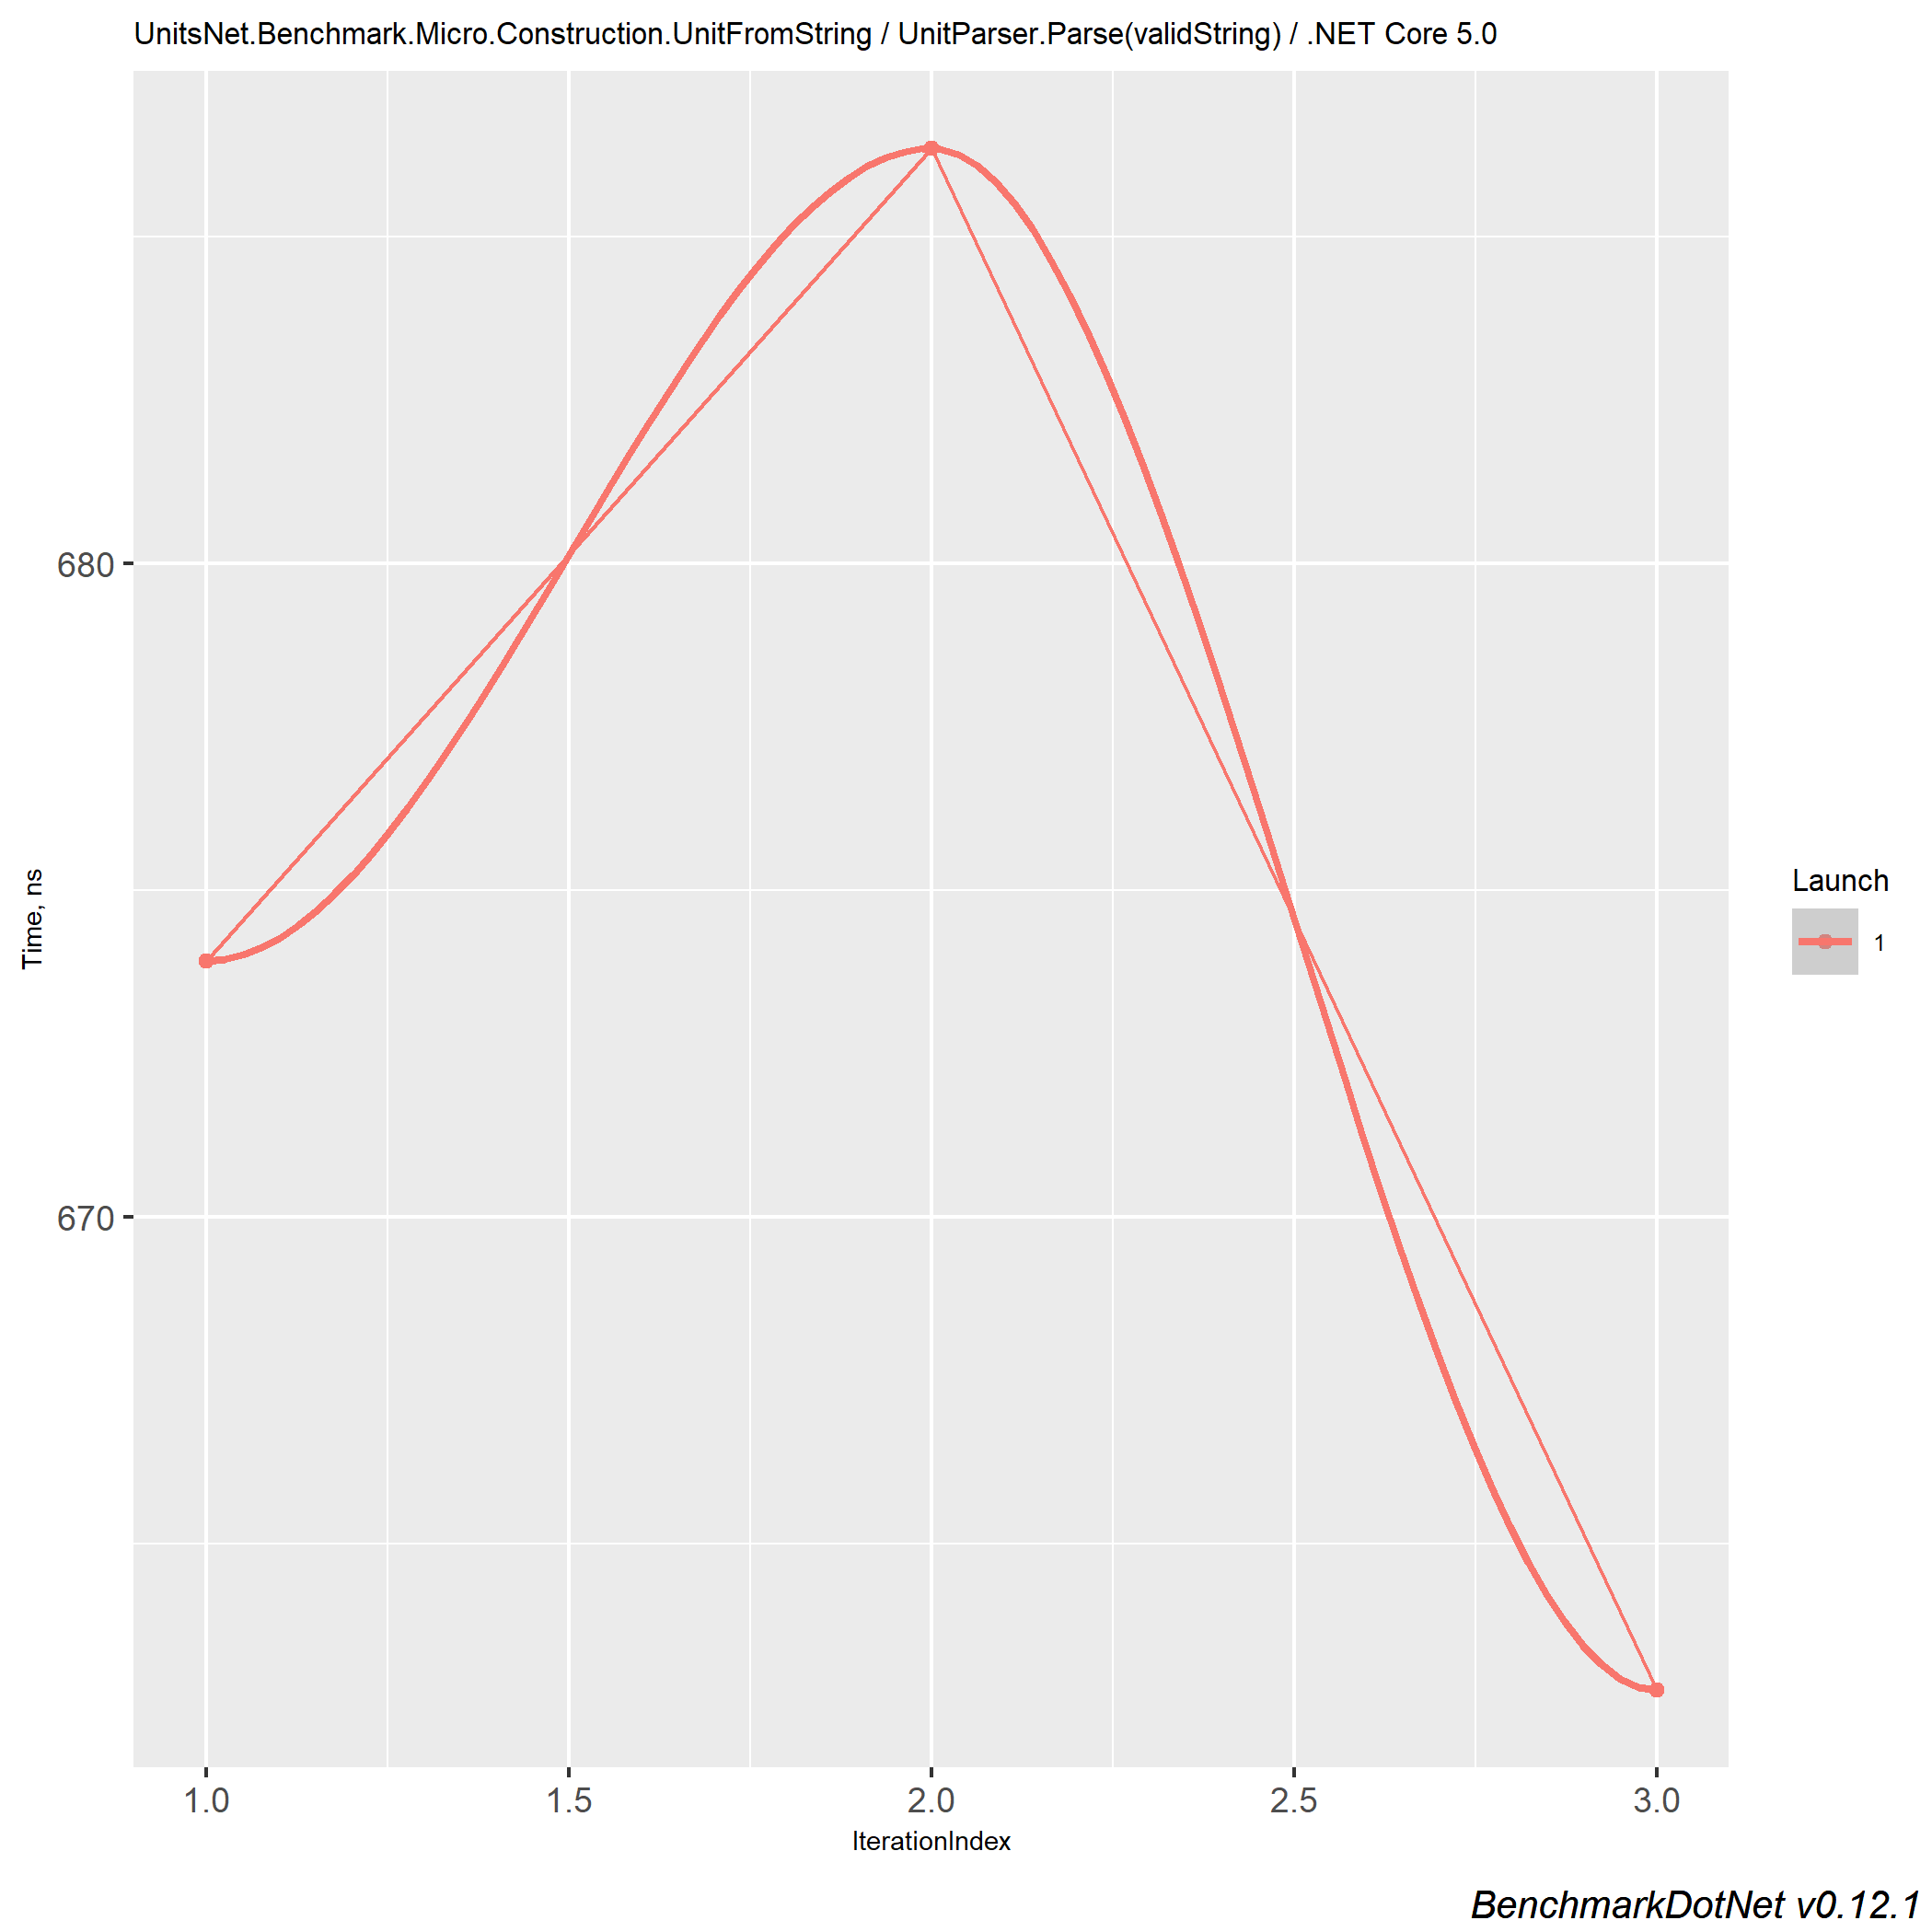 UnitsNet.Benchmark.Micro.Construction.UnitFromString / UnitParser.Parse(validString) / .NET Core 5.0
680
670
Time, ns
1.0 1.5 2.0 2.5 3.0
IterationIndex
Launch
1
BenchmarkDotNet v0.12.1